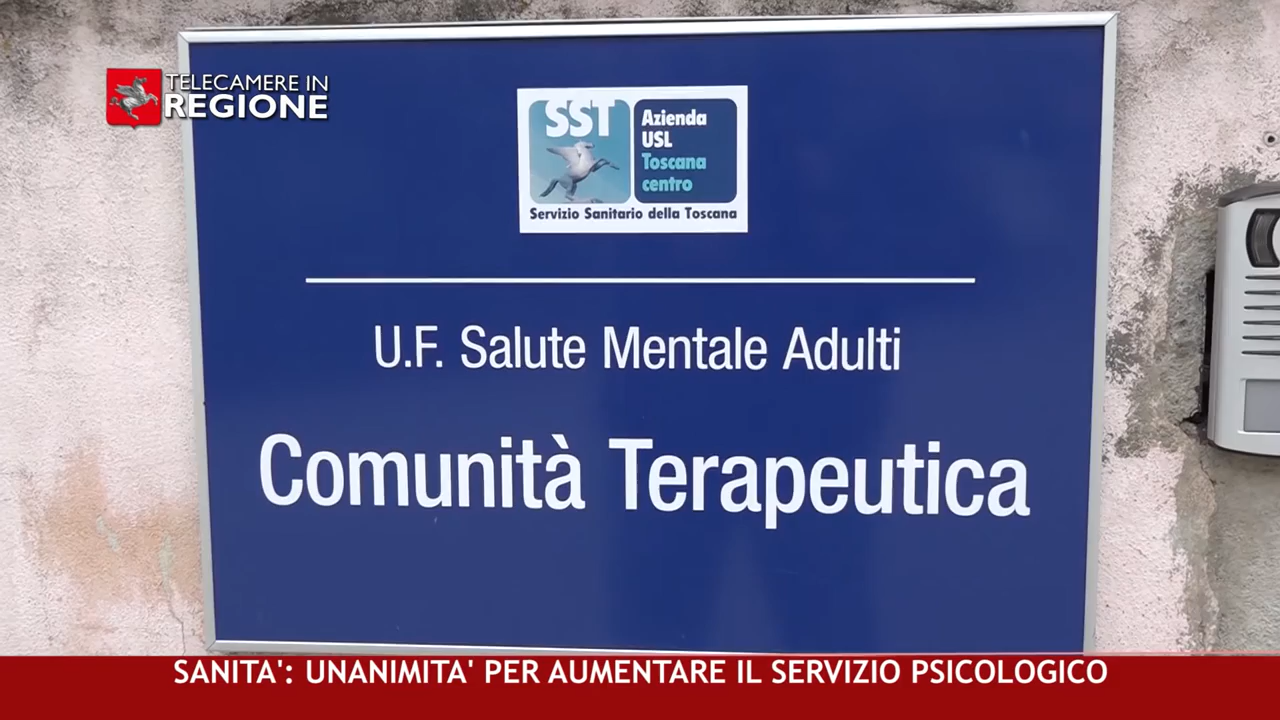 TELECAMERE IN
REGIONE
SST
Azienda
USL
Toscana
centro
Servizio Sanitario della Toscana
U.F. Salute Mentale Adulti
Comunità Terapeutica
SANITA': UNANIMITA' PER AUMENTARE IL SERVIZIO PSICOLOGICO